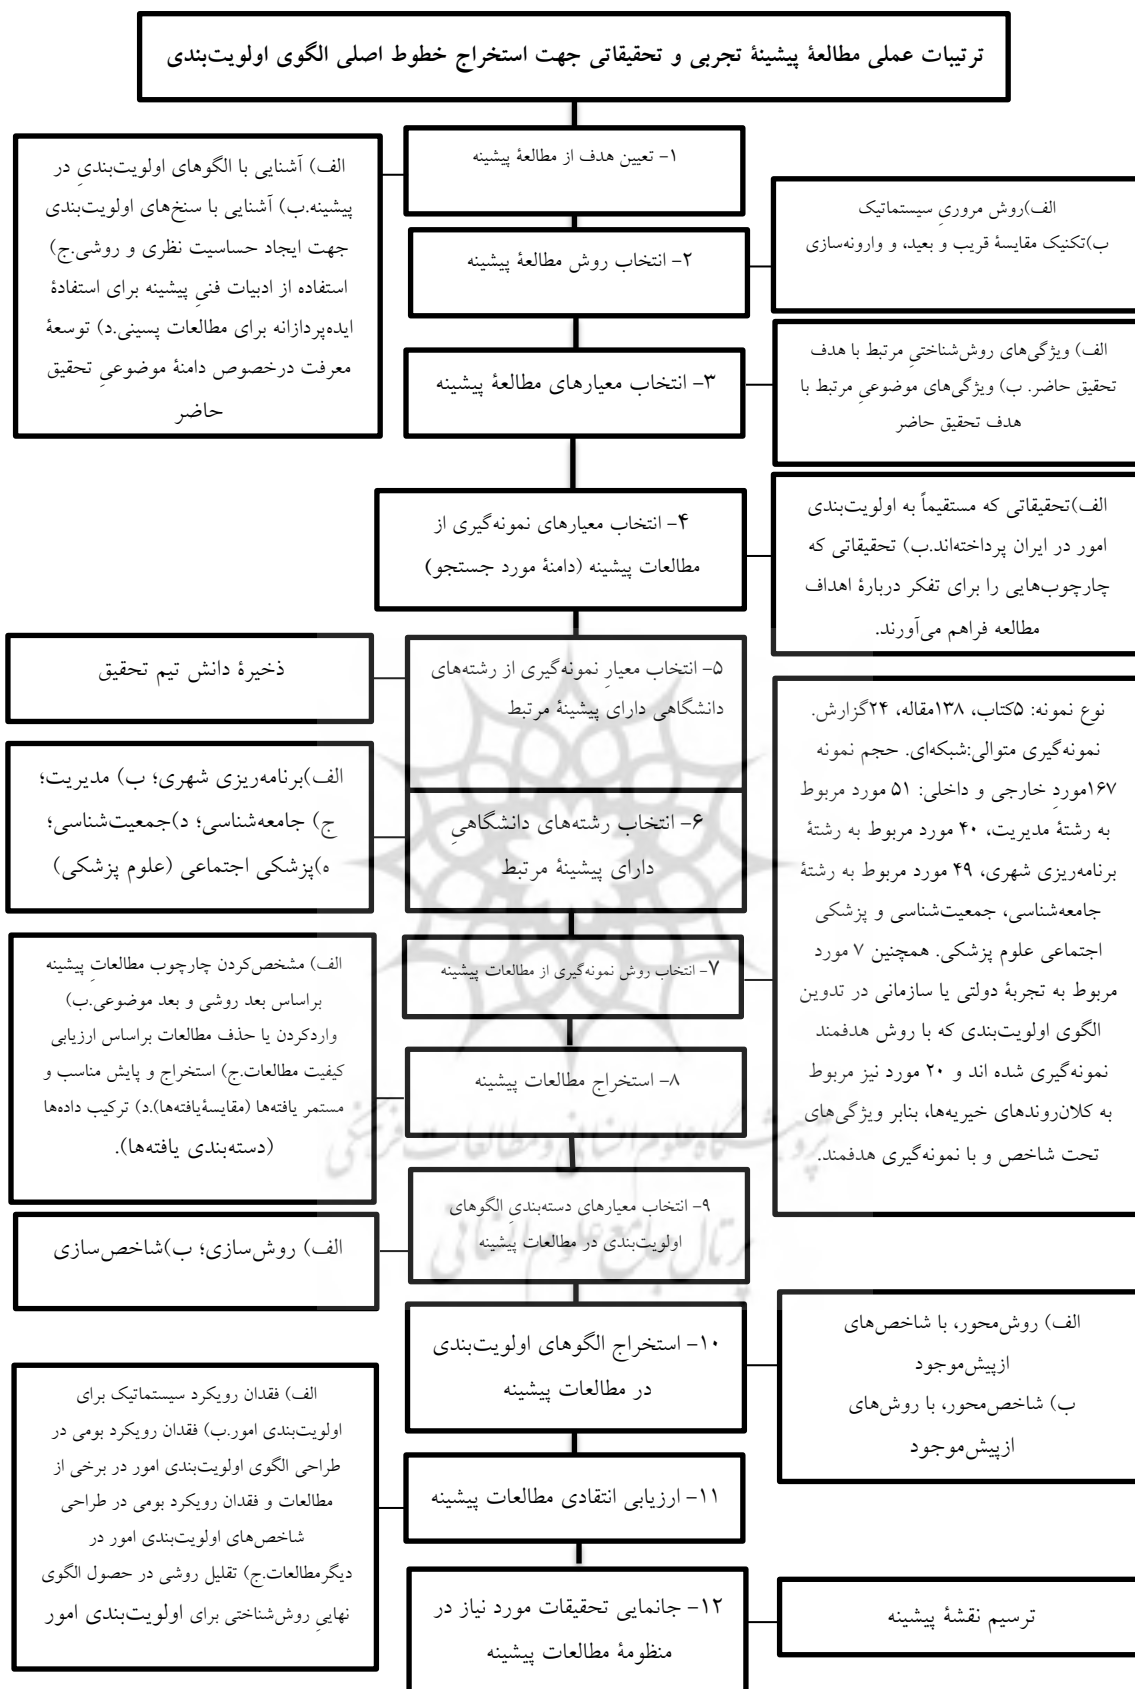 ترتیبات عملی مطالعهٔ پیشینهٔ تجربی و تحقیقاتی جهت استخراج خطوط اصلی الگوی اولویت‌بندی
۱- تعیین هدف از مطالعهٔ پیشینه
الف) آشنایی با الگوهای اولویت‌بندیِ در
پیشینه.ب) آشنایی با سنخ‌های اولویت‌بندی
جهت ایجاد حساسیت نظری و روشی.ج)
استفاده از ادبیات فنیِ پیشینه برای استفادهٔ
ایده‌پردازانه برای مطالعات پسینی.د) توسعهٔ
معرفت درخصوص دامنهٔ موضوعیِ تحقیق
حاضر
۲- انتخاب روش مطالعهٔ پیشینه
الف)روش مروریِ سیستماتیک
ب)تکنیک مقایسهٔ قریب و بعید، و وارونه‌سازی
۳- انتخاب معیارهای مطالعهٔ پیشینه
الف) ویژگی‌های روش‌شناختیِ مرتبط با هدف
تحقیق حاضر. ب) ویژگی‌های موضوعیِ مرتبط با
هدف تحقیق حاضر
۴- انتخاب معیارهای نمونه‌گیری از
مطالعات پیشینه (دامنهٔ مورد جستجو)
الف)تحقیقاتی که مستقیماً به اولویت‌بندی
امور در ایران پرداخته‌اند.ب) تحقیقاتی که
چارچوب‌هایی را برای تفکر دربارهٔ اهداف
مطالعه فراهم می‌آورند.
۵- انتخاب معیارِ نمونه‌گیری از رشته‌های
دانشگاهی دارای پیشینهٔ مرتبط
ذخیرهٔ دانش تیم تحقیق
۶- انتخاب رشته‌های دانشگاهیِ
دارای پیشینهٔ مرتبط
الف)برنامه‌ریزی شهری؛ ب) مدیریت؛
ج) جامعه‌شناسی؛ د)جمعیت‌شناسی؛
ه)پزشکی اجتماعی (علوم پزشکی)
۷- انتخاب روش نمونه‌گیری از مطالعات پیشینه
نوع نمونه: ۵کتاب، ۱۳۸مقاله، ۲۴گزارش.
نمونه‌گیری متوالی:شبکه‌ای. حجم نمونه
۱۶۷موردِ خارجی و داخلی: ۵۱ مورد مربوط
به رشتهٔ مدیریت، ۴۰ مورد مربوط به رشتهٔ
برنامه‌ریزی شهری، ۴۹ مورد مربوط به رشتهٔ
جامعه‌شناسی، جمعیت‌شناسی و پزشکی
اجتماعی علوم پزشکی. همچنین ۷ مورد
مربوط به تجربهٔ دولتی یا سازمانی در تدوین
الگوی اولویت‌بندی که با روش هدفمند
نمونه‌گیری شده اند و ۲۰ مورد نیز مربوط
به کلان‌روندهای خیریه‌ها، بنابر ویژگی‌های
تحت شاخص و با نمونه‌گیری هدفمند.
۸- استخراج مطالعات پیشینه
الف) مشخص‌کردن چارچوب مطالعاتِ پیشینه
براساس بعد روشی و بعد موضوعی.ب)
واردکردن یا حذف مطالعات براساس ارزیابی
کیفیت مطالعات.ج) استخراج و پایش مناسب و
مستمر یافته‌ها (مقایسهٔ‌یافته‌ها).د) ترکیب داده‌ها
(دسته‌بندی یافته‌ها).
پژوهشگاه علوم انسانی و مطالعات فرهنگی
پرتال جامع علوم انسانی
۹- انتخاب معیارهای دسته‌بندیِ الگوهای
اولویت‌بندی در مطالعات پیشینه
الف) روش‌سازی؛ ب)شاخص‌سازی
۱۰- استخراج الگوهای اولویت‌بندی
در مطالعات پیشینه
الف) روش‌محور، با شاخص‌های
ازپیش‌موجود
ب) شاخص‌محور، با روش‌های
ازپیش‌موجود
۱۱- ارزیابی انتقادی مطالعات پیشینه
الف) فقدان رویکرد سیستماتیک برای
اولویت‌بندی امور.ب) فقدان رویکرد بومی در
طراحی الگوی اولویت‌بندی امور در برخی از
مطالعات و فقدان رویکرد بومی در طراحی
شاخص‌های اولویت‌بندی امور در
دیگرمطالعات.ج) تقلیل روشی در حصول الگوی
نهاییِ روش‌شناختی برای اولویت‌بندی امور
۱۲- جانمایی تحقیقات مورد نیاز در
منظومهٔ مطالعات پیشینه
ترسیم نقشهٔ پیشینه